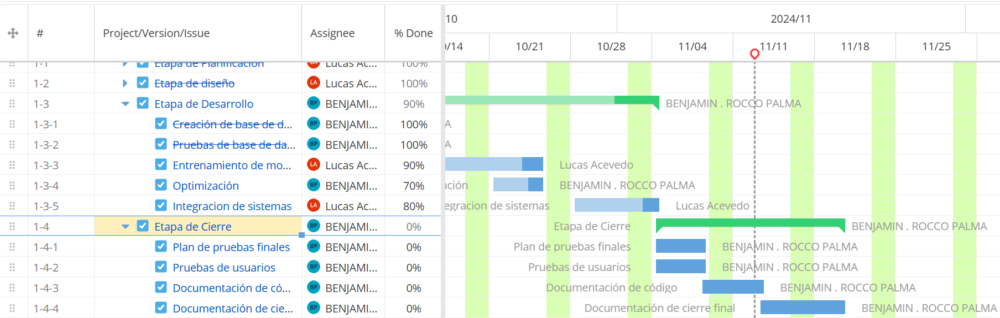 10 2024/11
# Project/Version/Issue Assignee % Done
0/14 10/21 10/28 11/04 11/11 11/18 11/25
1-1 Etapa de Planificación LA Lucas Ac... 100%
1-2 Etapa de diseño LA Lucas Ac... 100%
1-3 Etapa de Desarrollo BP BENJAMI... 90% BENJAMIN . ROCCO PALMA
1-3-1 Creación de base de d... BP BENJAMI... 100% A
1-3-2 Pruebas de base de da... BP BENJAMI... 100% A
1-3-3 Entrenamiento de mo... LA Lucas Ac... 90% Lucas Acevedo
1-3-4 Optimización BP BENJAMI... 70% ación BENJAMIN . ROCCO PALMA
1-3-5 Integracion de sistemas LA Lucas Ac... 80% egracion de sistemas Lucas Acevedo
1-4 Etapa de Cierre BP BENJAMI... 0% Etapa de Cierre BENJAMIN . ROCCO PALMA
1-4-1 Plan de pruebas finales BP BENJAMI... 0% Plan de pruebas finales BENJAMIN . ROCCO PALMA
1-4-2 Pruebas de usuarios BP BENJAMI... 0% Pruebas de usuarios BENJAMIN . ROCCO PALMA
1-4-3 Documentación de có... BP BENJAMI... 0% Documentación de código BENJAMIN . ROCCO PALMA
1-4-4 Documentación de cie... BP BENJAMI... 0% Documentación de cierre final BENJAMIN . ROCCO PALMA